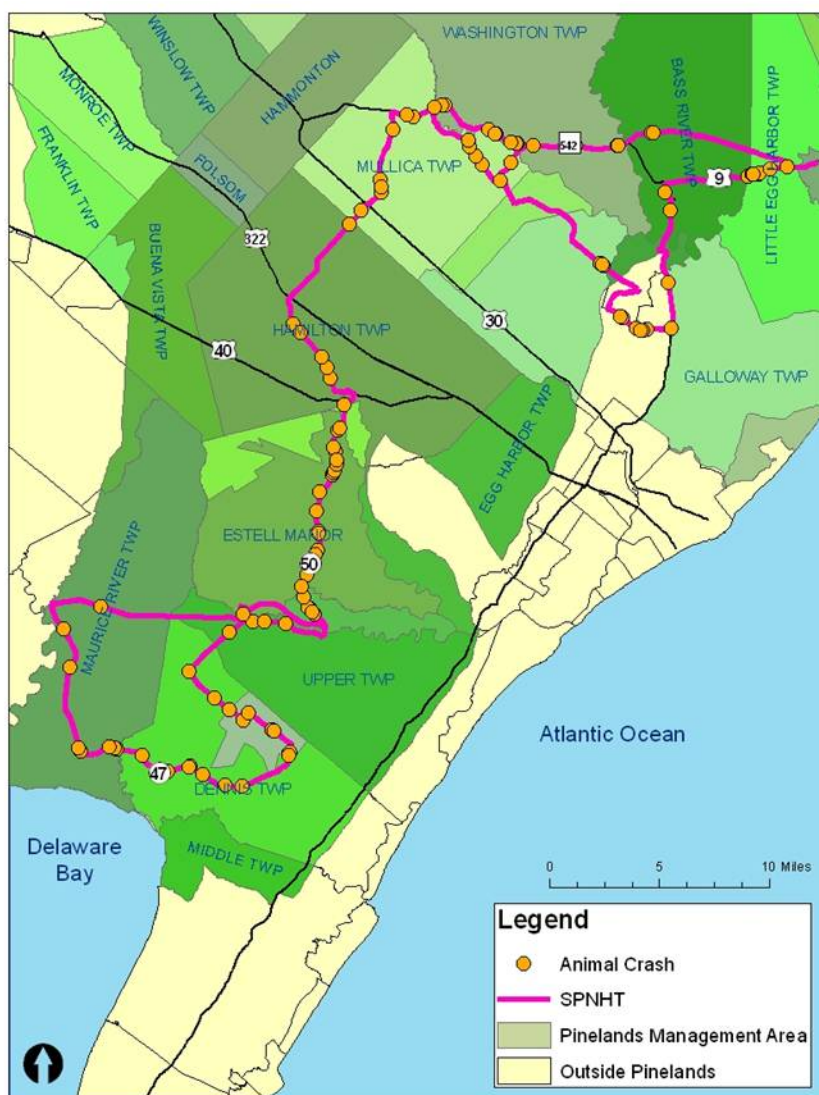 WASHINGTON TWP
WINSLOW TWP
HAMMONTON
MONROE TWP
BASS RIVER TWP
LITTLE EGG HARBOR TWP
FRANKLIN TWP
FOLSOM
MULLICA TWP
542
9
BUENA VISTA TWP
322
30
HAMILTON TWP
40
GALLOWAY TWP
EGG HARBOR TWP
ESTELL MANOR
50
MAURICE RIVER TWP
UPPER TWP
Atlantic Ocean
47
DENNIS TWP
Delaware
Bay
MIDDLE TWP
0 5 10 Miles
Legend
Animal Crash
SPNHT
Pinelands Management Area
Outside Pinelands